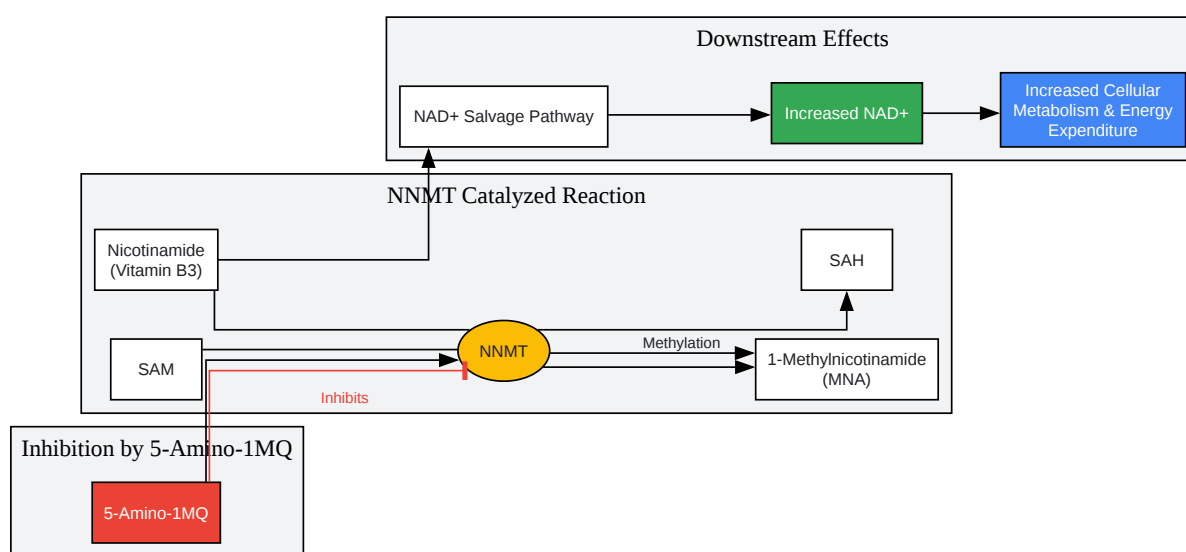 Downstream Effects
NAD+ Salvage Pathway
Increased NAD+
Increased Cellular
Metabolism & Energy
Expenditure
NNMT Catalyzed Reaction
Nicotinamide
(Vitamin B3)
SAH
SAM
NNMT
Methylation
1-Methylnicotinamide
(MNA)
Inhibits
Inhibition by 5-Amino-1MQ
5-Amino-1MQ